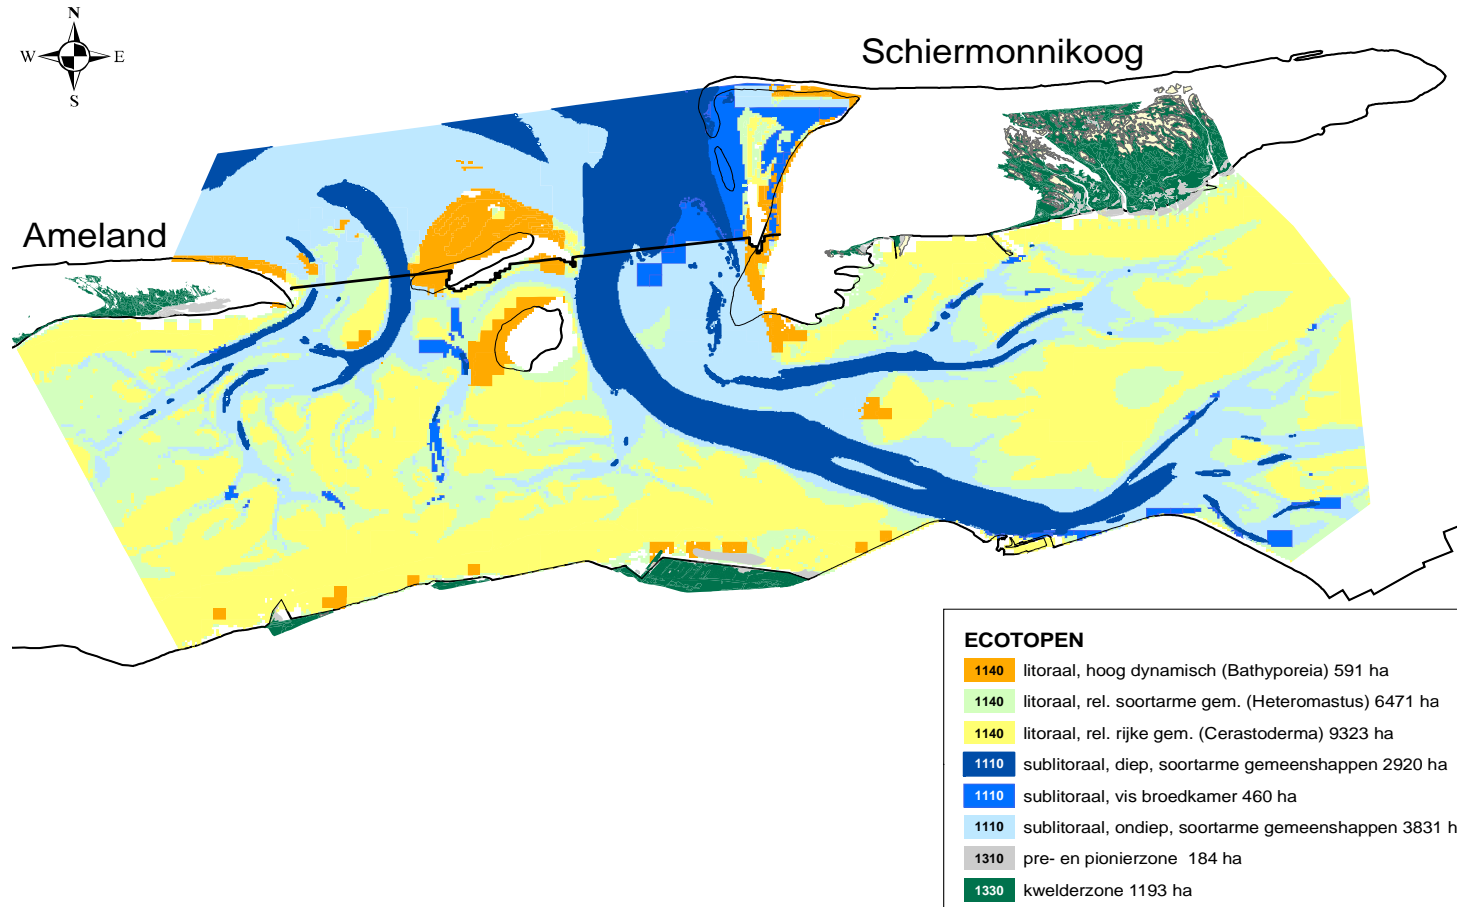 N
W E
S
Schiermonnikoog
Ameland
ECOTOPEN
1140 litoraal, hoog dynamisch (Bathyporeia) 591 ha
1140 litoraal, rel. soortarme gem. (Heteromastus) 6471 ha
1140 litoraal, rel. rijke gem. (Cerastoderma) 9323 ha
1110 sublitoraal, diep, soortarme gemeenshappen 2920 ha
1110 sublitoraal, vis broedkamer 460 ha
1110 sublitoraal, ondiep, soortarme gemeenshappen 3831 h
1310 pre- en pionierzone 184 ha
1330 kwelderzone 1193 ha